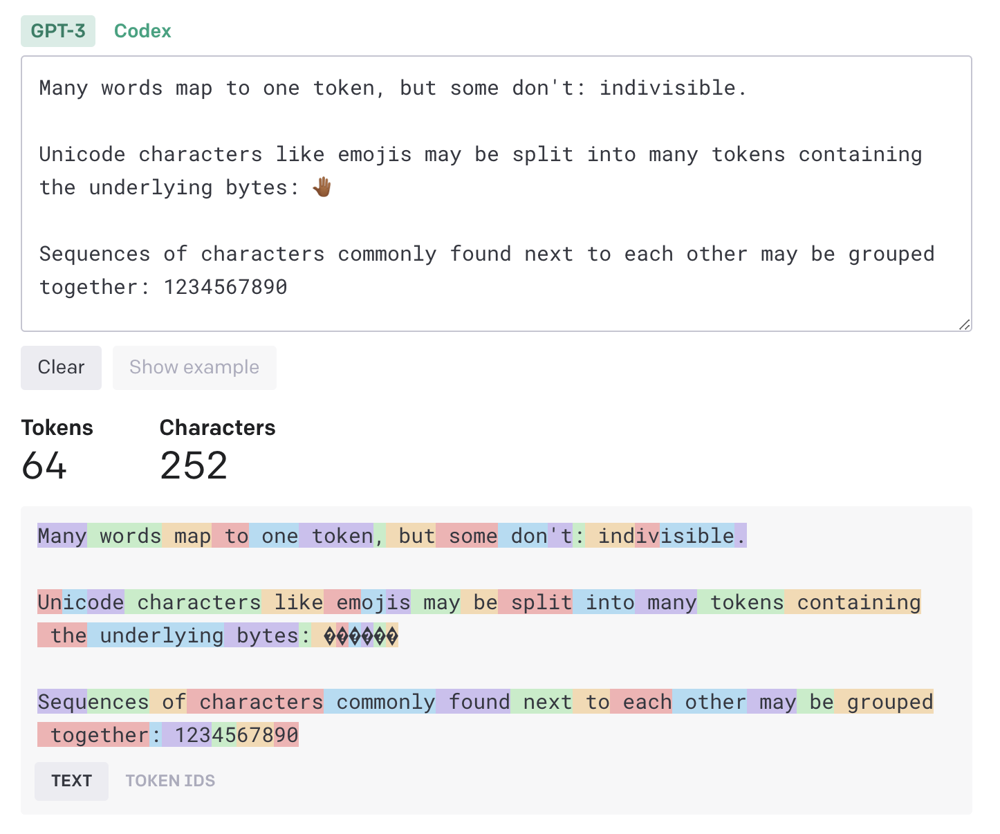 GPT-3 Codex
Many words map to one token, but some don't: indivisible.
Unicode characters like emojis may be split into many tokens containing
the underlying bytes: 🤚🏾
Sequences of characters commonly found next to each other may be grouped
together: 1234567890
Clear Show example
Tokens Characters
64 252
Many words map to one token, but some don't: indivisible.
Unicode characters like emojis may be split into many tokens containing
the underlying bytes: ������
Sequences of characters commonly found next to each other may be grouped
together: 1234567890
TEXT TOKEN IDS